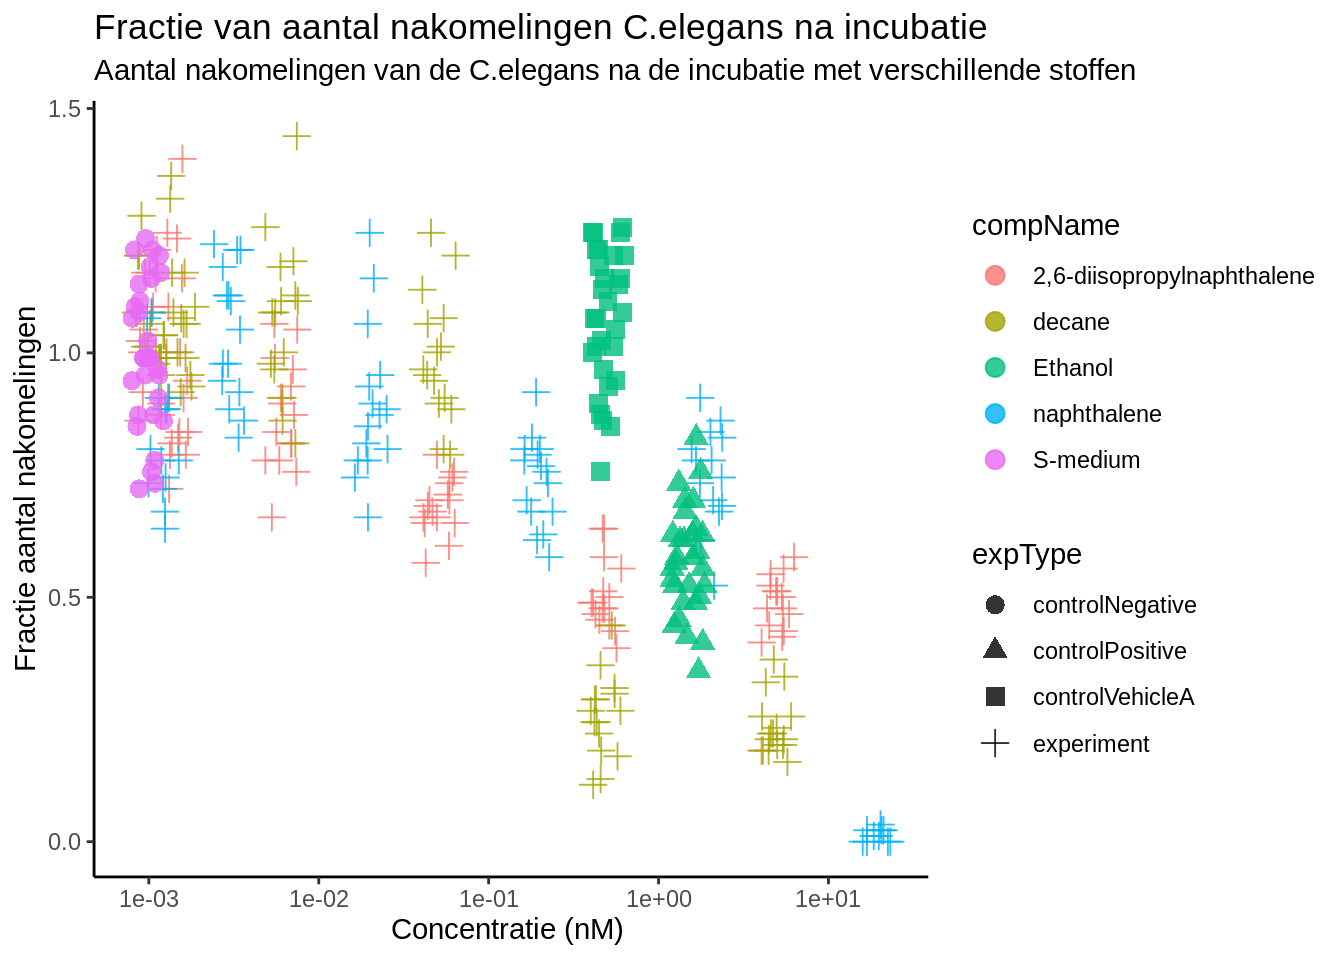 Fractie van aantal nakomelingen C.elegans na incubatie
Aantal nakomelingen van de C.elegans na de incubatie met verschillende stoffen
Fractie aantal nakomelingen
1.5
1.0
0.5
0.0
1e-03 1e-02 1e-01 1e+00 1e+01
Concentratie (nM)
compName
2,6-diisopropylnaphthalene
decane
Ethanol
naphthalene
S-medium
expType
controlNegative
controlPositive
controlVehicleA
experiment